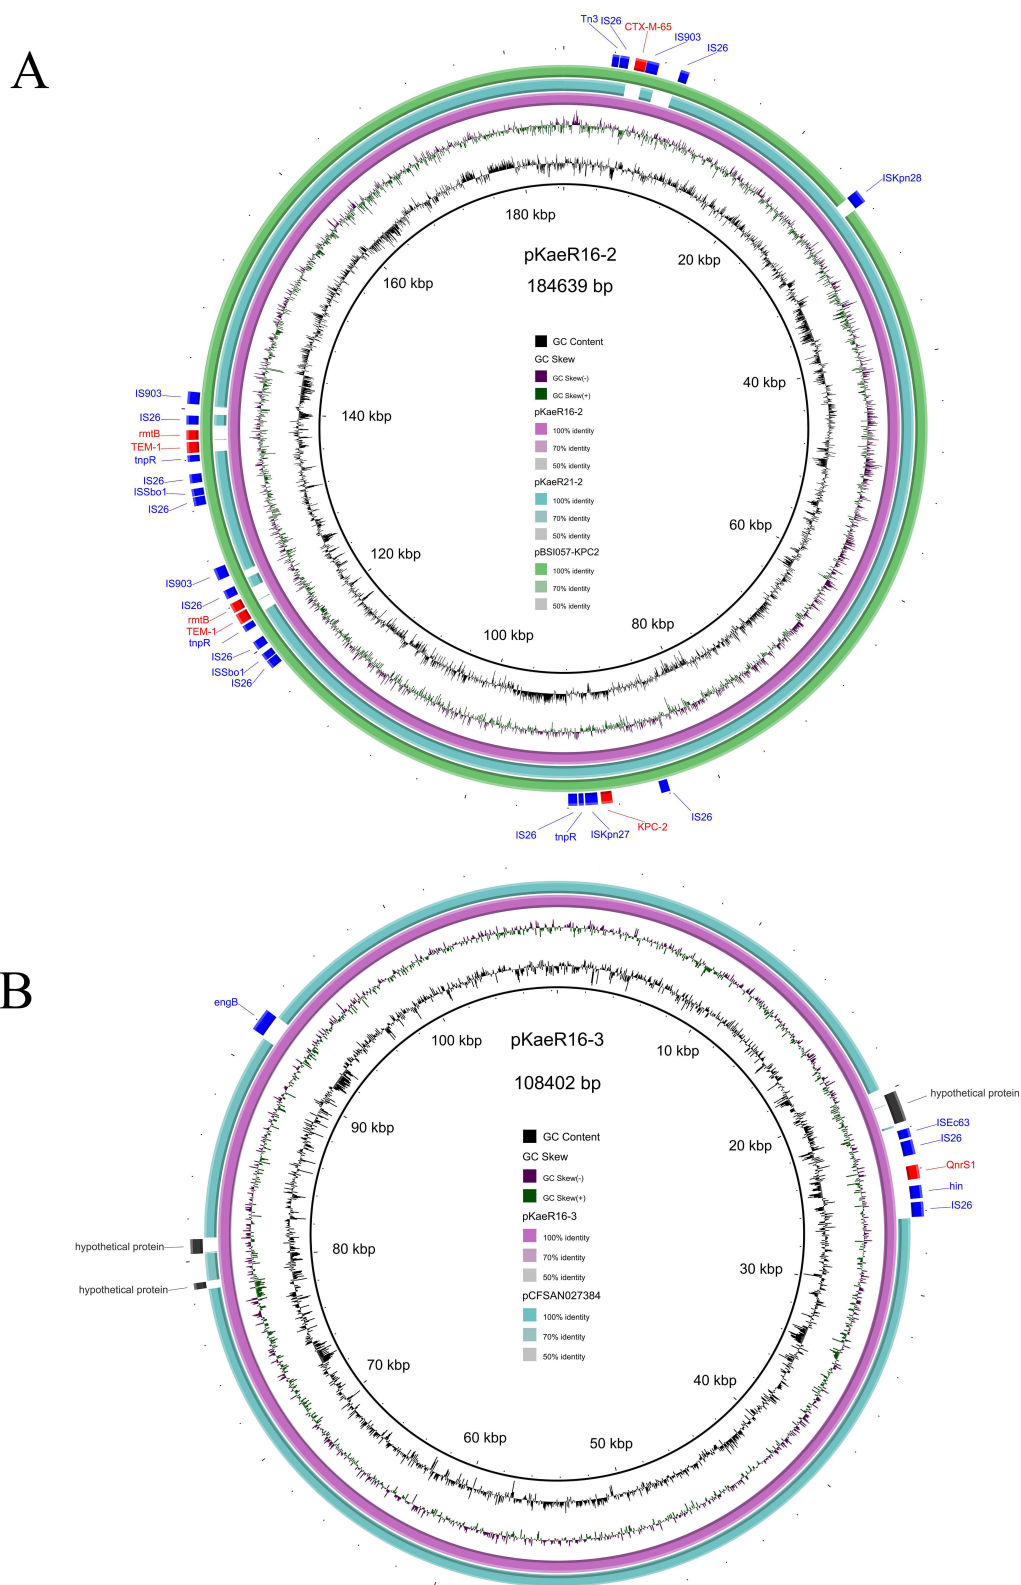 A
Tn3
IS26
CTX-M-65
IS903
IS26
ISKpn28
180 kbp
20 kbp
160 kbp
40 kbp
140 kbp
60 kbp
120 kbp
80 kbp
100 kbp
pKaeR16-2
184639 bp
GC Content
GC Skew
GC Skew(-)
GC Skew(+)
pKaeR16-2
100% identity
70% identity
50% identity
pKaeR21-2
100% identity
70% identity
50% identity
pBSI057-KPC2
100% identity
70% identity
50% identity
IS903
IS26
rmtB
TEM-1
tnpR
IS26
ISSbo1
IS26
IS903
IS26
rmtB
TEM-1
tnpR
IS26
ISSbo1
IS26
IS26
tnpR
ISKpn27
KPC-2
IS26
B
engB
hypothetical protein
ISEc63
IS26
QnrS1
hin
IS26
hypothetical protein
hypothetical protein
100 kbp
10 kbp
90 kbp
20 kbp
80 kbp
30 kbp
70 kbp
40 kbp
60 kbp
50 kbp
pKaeR16-3
108402 bp
GC Content
GC Skew
GC Skew(-)
GC Skew(+)
pKaeR16-3
100% identity
70% identity
50% identity
pCFSAN027384
100% identity
70% identity
50% identity